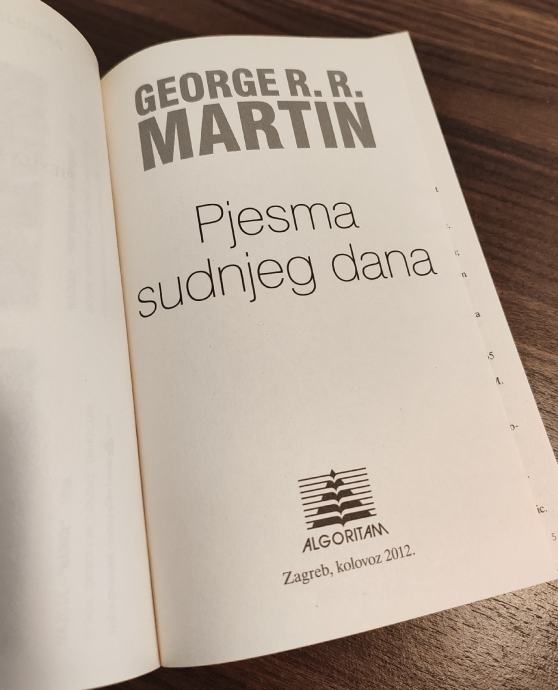 GEORGE R. R.
MARTIN
Pjesma
sudnjeg dana
ALGORITAM
Zagreb, kolovoz 2012.